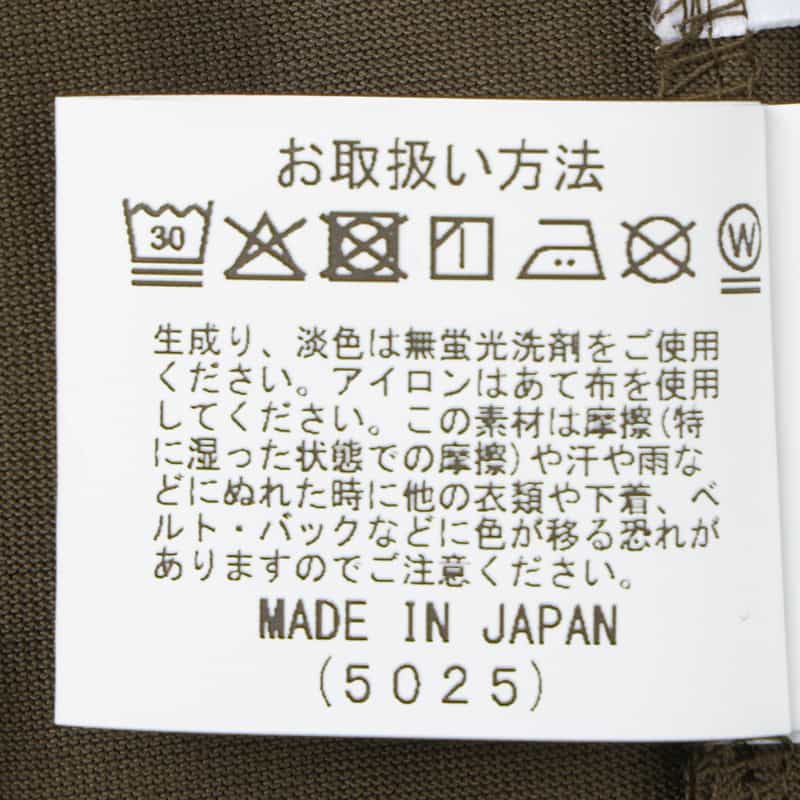 お取扱い方法
30 W
生成り、淡色は無蛍光洗剤をご使用
ください。アイロンはあて布を使用
してください。この素材は摩擦(特
に湿った状態での摩擦)や汗や雨な
どにぬれた時に他の衣類や下着、ベ
ルト・バックなどに色が移る恐れが
ありますのでご注意ください。
MADE IN JAPAN
(5025)